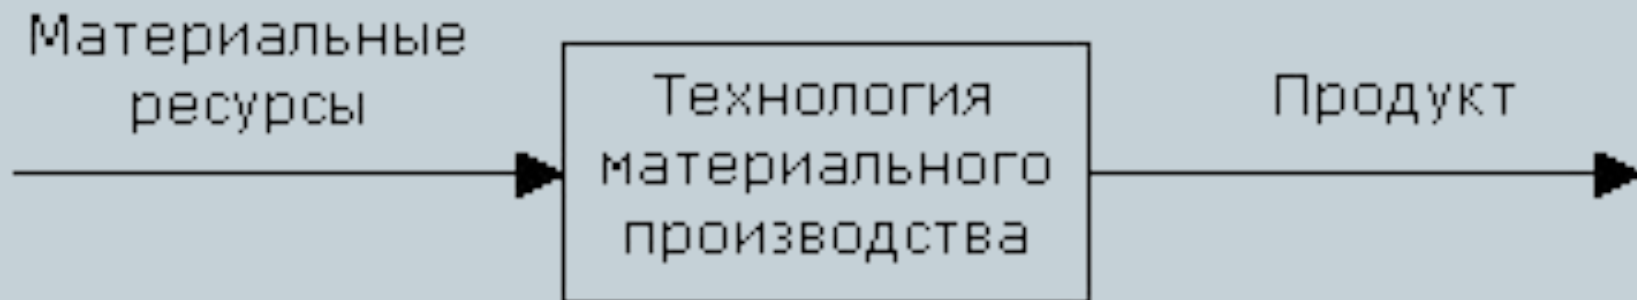 Материальные
ресурсы
Технология
материального
производства
Продукт